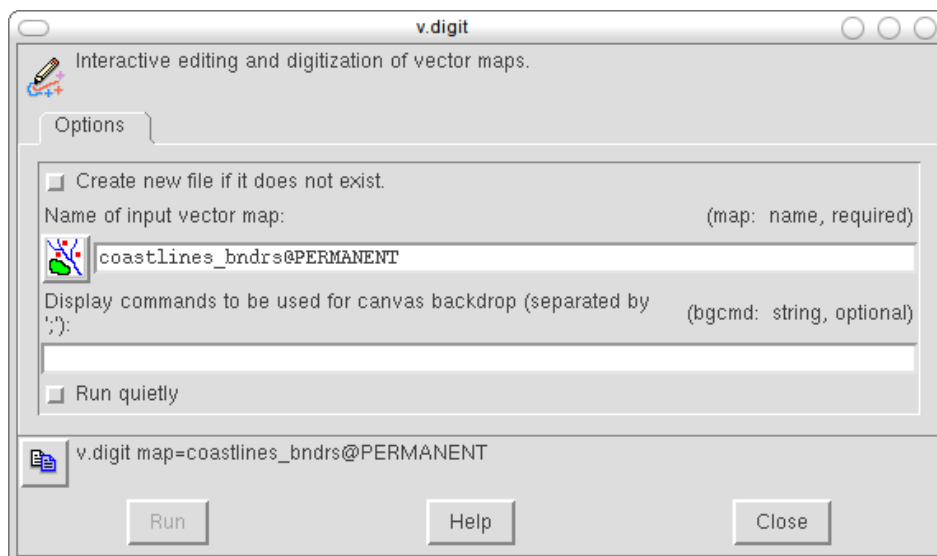 v.digit
Interactive editing and digitization of vector maps.
Options
Create new file if it does not exist.
Name of input vector map: (map: name, required)
coastlines_bndrs@PERMANENT
Display commands to be used for canvas backdrop (separated by
';'): (bgcmd: string, optional)
Run quietly
v.digit map=coastlines_bndrs@PERMANENT
Run Help Close